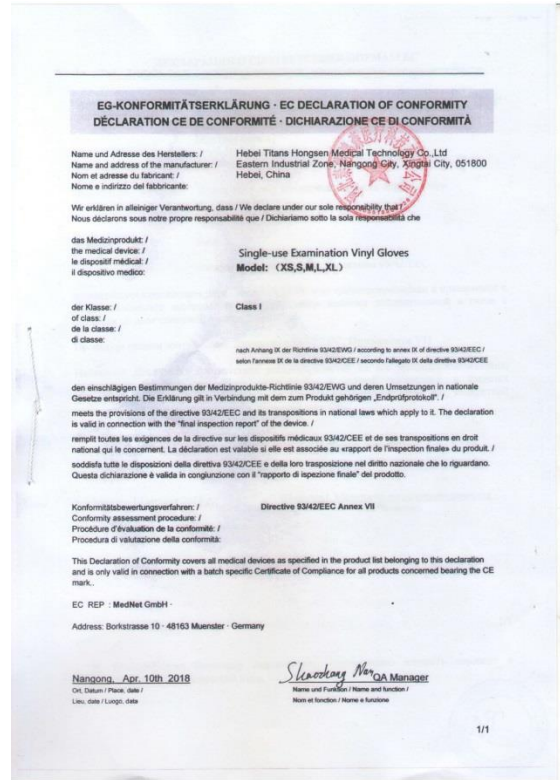 EG-KONFORMITÄTSERKLÄRUNG · EC DECLARATION OF CONFORMITY
DÉCLARATION CE DE CONFORMITÉ · DICHIARAZIONE CE DI CONFORMITÀ
Name und Adresse des Herstellers: / Hebei Titans Hongsen Medical Technology Co.,Ltd
Name and address of the manufacturer: / Eastern Industrial Zone, Nangong City, Xingtai City, 051800
Nom et adresse du fabricant: / Hebei, China
Nome e indirizzo del fabbricante:
Wir erklären in alleiniger Verantwortung, dass / We declare under our sole responsibility that /
Nous déclarons sous notre propre responsabilité que / Dichiariamo sotto la sola responsabilità che
das Medizinprodukt: /
the medical device: / Single-use Examination Vinyl Gloves
le dispositif médical: / Model: （XS,S,M,L,XL）
il dispositivo medico:
der Klasse: / Class I
of class: /
de la classe: /
di classe:
nach Anhang IX der Richtlinie 93/42/EWG / according to annex IX of directive 93/42/EEC /
selon l'annexe IX de la directive 93/42/CEE / secondo l'allegato IX della direttiva 93/42/CEE
den einschlägigen Bestimmungen der Medizinprodukte-Richtlinie 93/42/EWG und deren Umsetzungen in nationale
Gesetze entspricht. Die Erklärung gilt in Verbindung mit dem zum Produkt gehörigen „Endprüfprotokoll". /
meets the provisions of the directive 93/42/EEC and its transpositions in national laws which apply to it. The declaration
is valid in connection with the "final inspection report" of the device. /
remplit toutes les exigences de la directive sur les dispositifs médicaux 93/42/CEE et de ses transpositions en droit
national qui le concernent. La déclaration est valable si elle est associée au «rapport de l'inspection finale» du produit. /
soddisfa tutte le disposizioni della direttiva 93/42/CEE e della loro trasposizione nel diritto nazionale che lo riguardano.
Questa dichiarazione è valida in congiunzione con il "rapporto di ispezione finale" del prodotto.
Konformitätsbewertungsverfahren: / Directive 93/42/EEC Annex VII
Conformity assessment procedure: /
Procédure d'évaluation de la conformité: /
Procedura di valutazione della conformità:
This Declaration of Conformity covers all medical devices as specified in the product list belonging to this declaration
and is only valid in connection with a batch specific Certificate of Compliance for all products concerned bearing the CE
mark..
EC REP : MedNet GmbH ·
Address: Borkstrasse 10 · 48163 Muenster · Germany
Nangong, Apr. 10th 2018 QA Manager
Ort, Datum / Place, date / Name und Funktion / Name and function /
Lieu, date / Luogo, data Nom et fonction / Nome e funzione
1/1